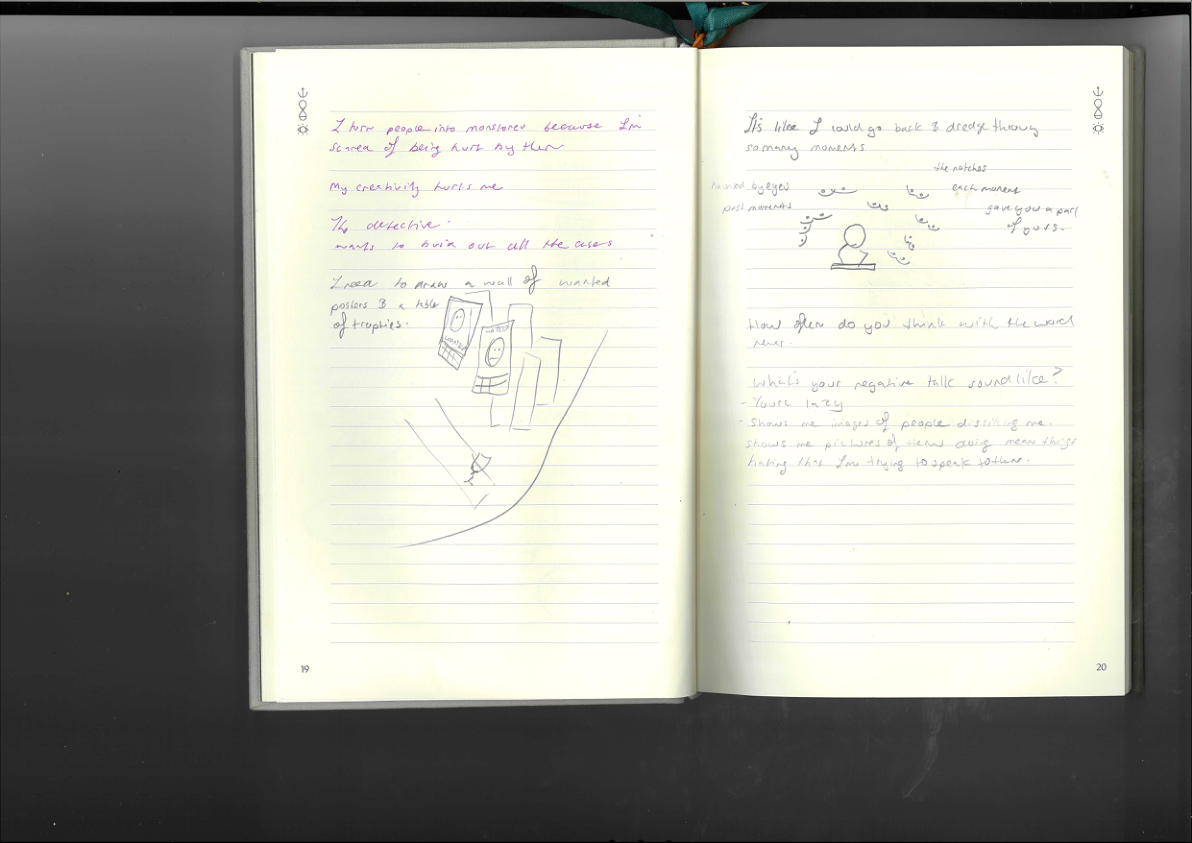 I turn people into monsteres because I'm
scared of being hurt by them
My creativity hurts me
The detective.
wants to build out all the cases
I need to draw a wall of wanted
posters & a table
of trophies.
WANTED
WANTED
19
It's like I could go back & dredge through
so many moments
the notches
by eyes
each moment
past moments
gave you a part
of yours.
How often do you think with the word
never.
What's your negative talk sound like?
- You're lazy
- Shows me images of people dissing me.
shows me pictures of them doing mean things
hating that I'm trying to speak to them.
20